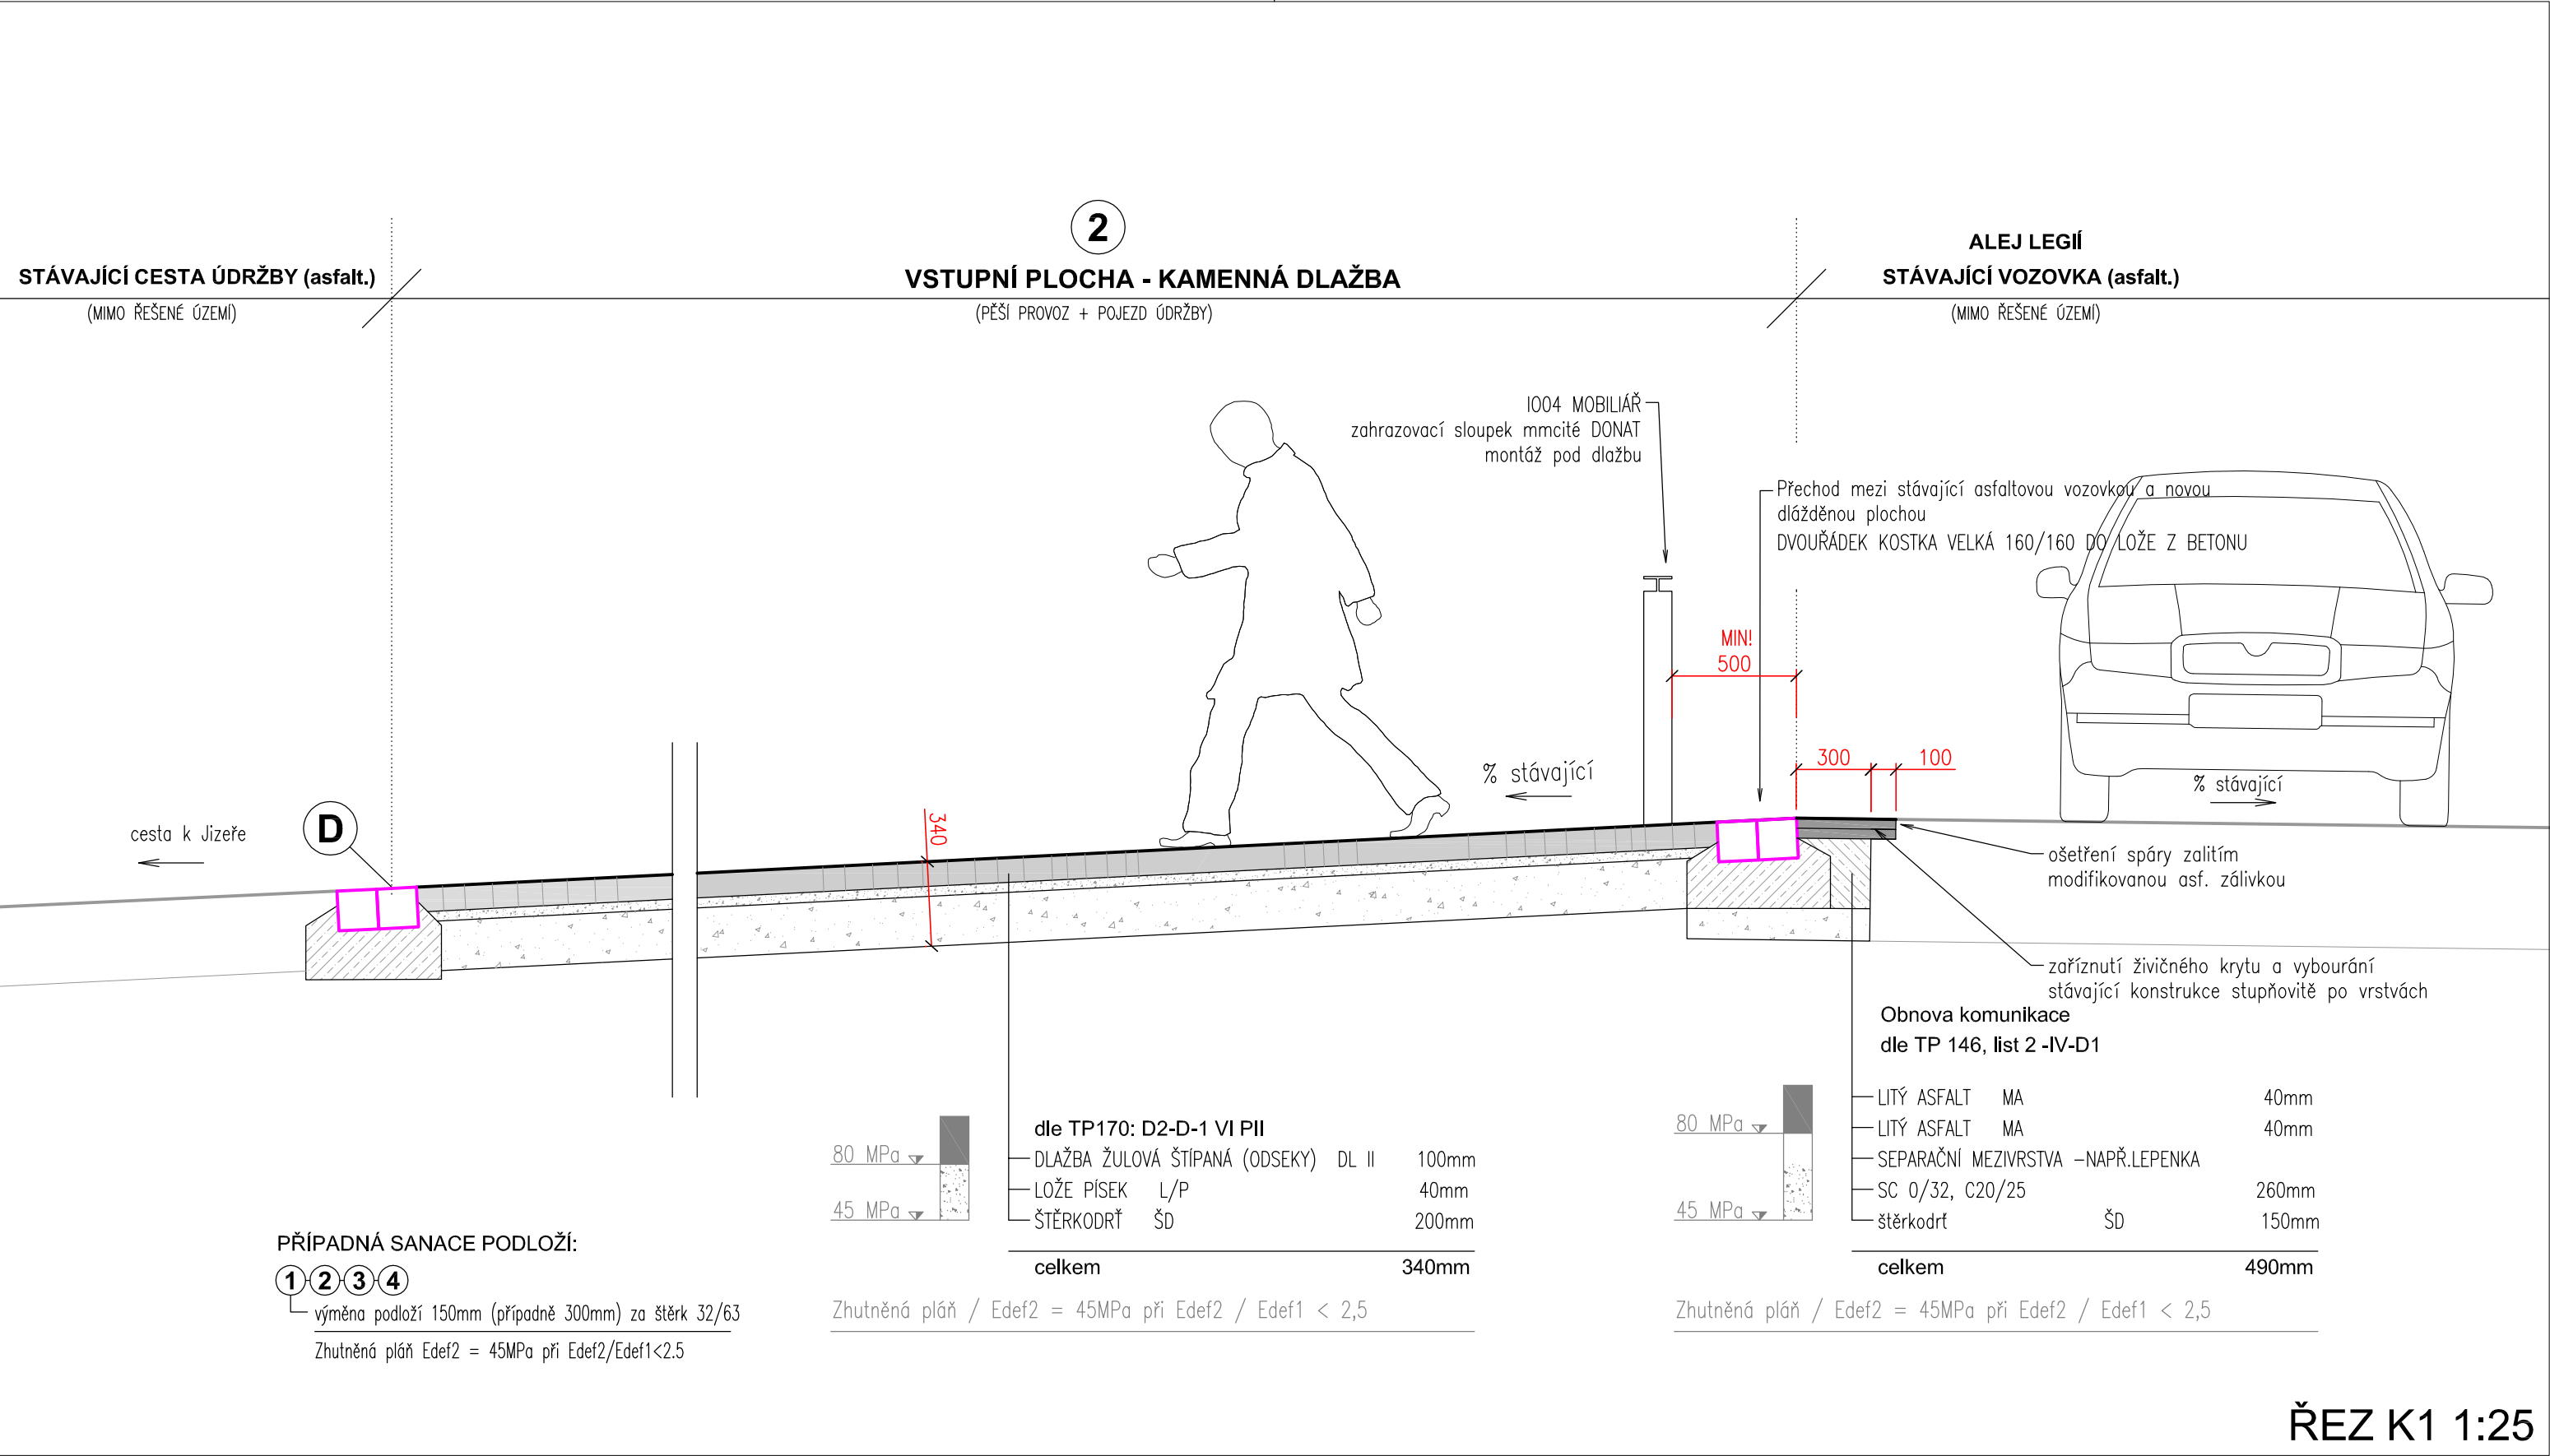 2
ALEJ LEGIÍ
STÁVAJÍCÍ CESTA ÚDRŽBY (asfalt.)
VSTUPNÍ PLOCHA - KAMENNÁ DLAŽBA
STÁVAJÍCÍ VOZOVKA (asfalt.)
(MIMO ŘEŠENÉ ÚZEMÍ)
(PĚŠÍ PROVOZ + POJEZD ÚDRŽBY)
(MIMO ŘEŠENÉ ÚZEMÍ)
IO04 MOBILIÁŘ
zahrazovací sloupek mmcité DONAT
montáž pod dlažbu
Přechod mezi stávající asfaltovou vozovkou a novou
dlážděnou plochou
DVOUŘÁDEK KOSTKA VELKÁ 160/160 DO LOŽE Z BETONU
MIN!
500
300
100
% stávající
% stávající
cesta k Jizeře
D
340
ošetření spáry zalitím
modifikovanou asf. zálivkou
zaříznutí živičného krytu a vybourání
stávající konstrukce stupňovitě po vrstvách
PŘÍPADNÁ SANACE PODLOŽÍ:
1 2 3 4
výměna podloží 150mm (případně 300mm) za štěrk 32/63
Zhutněná pláň Edef2 = 45MPa při Edef2/Edef1<2.5
80 MPa
45 MPa
dle TP170: D2-D-1 VI PII
DLAŽBA ŽULOVÁ ŠTÍPANÁ (ODSEKY) DL II 100mm
LOŽE PÍSEK L/P 40mm
ŠTĚRKODRŤ ŠD 200mm
celkem 340mm
Zhutněná pláň / Edef2 = 45MPa při Edef2 / Edef1 < 2,5
Obnova komunikace
dle TP 146, list 2 -IV-D1
80 MPa
45 MPa
LITÝ ASFALT MA 40mm
LITÝ ASFALT MA 40mm
SEPARAČNÍ MEZIVRSTVA –NAPŘ.LEPENKA
SC 0/32, C20/25 260mm
štěrkodrť ŠD 150mm
celkem 490mm
Zhutněná pláň / Edef2 = 45MPa při Edef2 / Edef1 < 2,5
ŘEZ K1 1:25